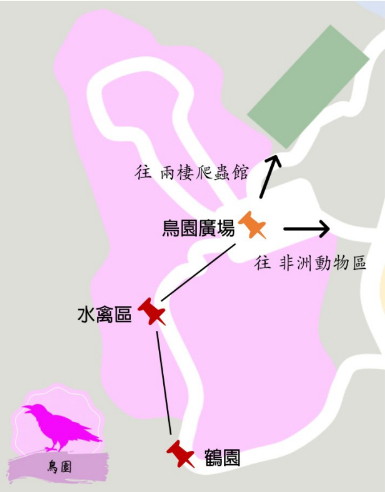 往 兩棲爬蟲館
鳥園廣場
往 非洲動物區
水禽區
鶴園
鳥園